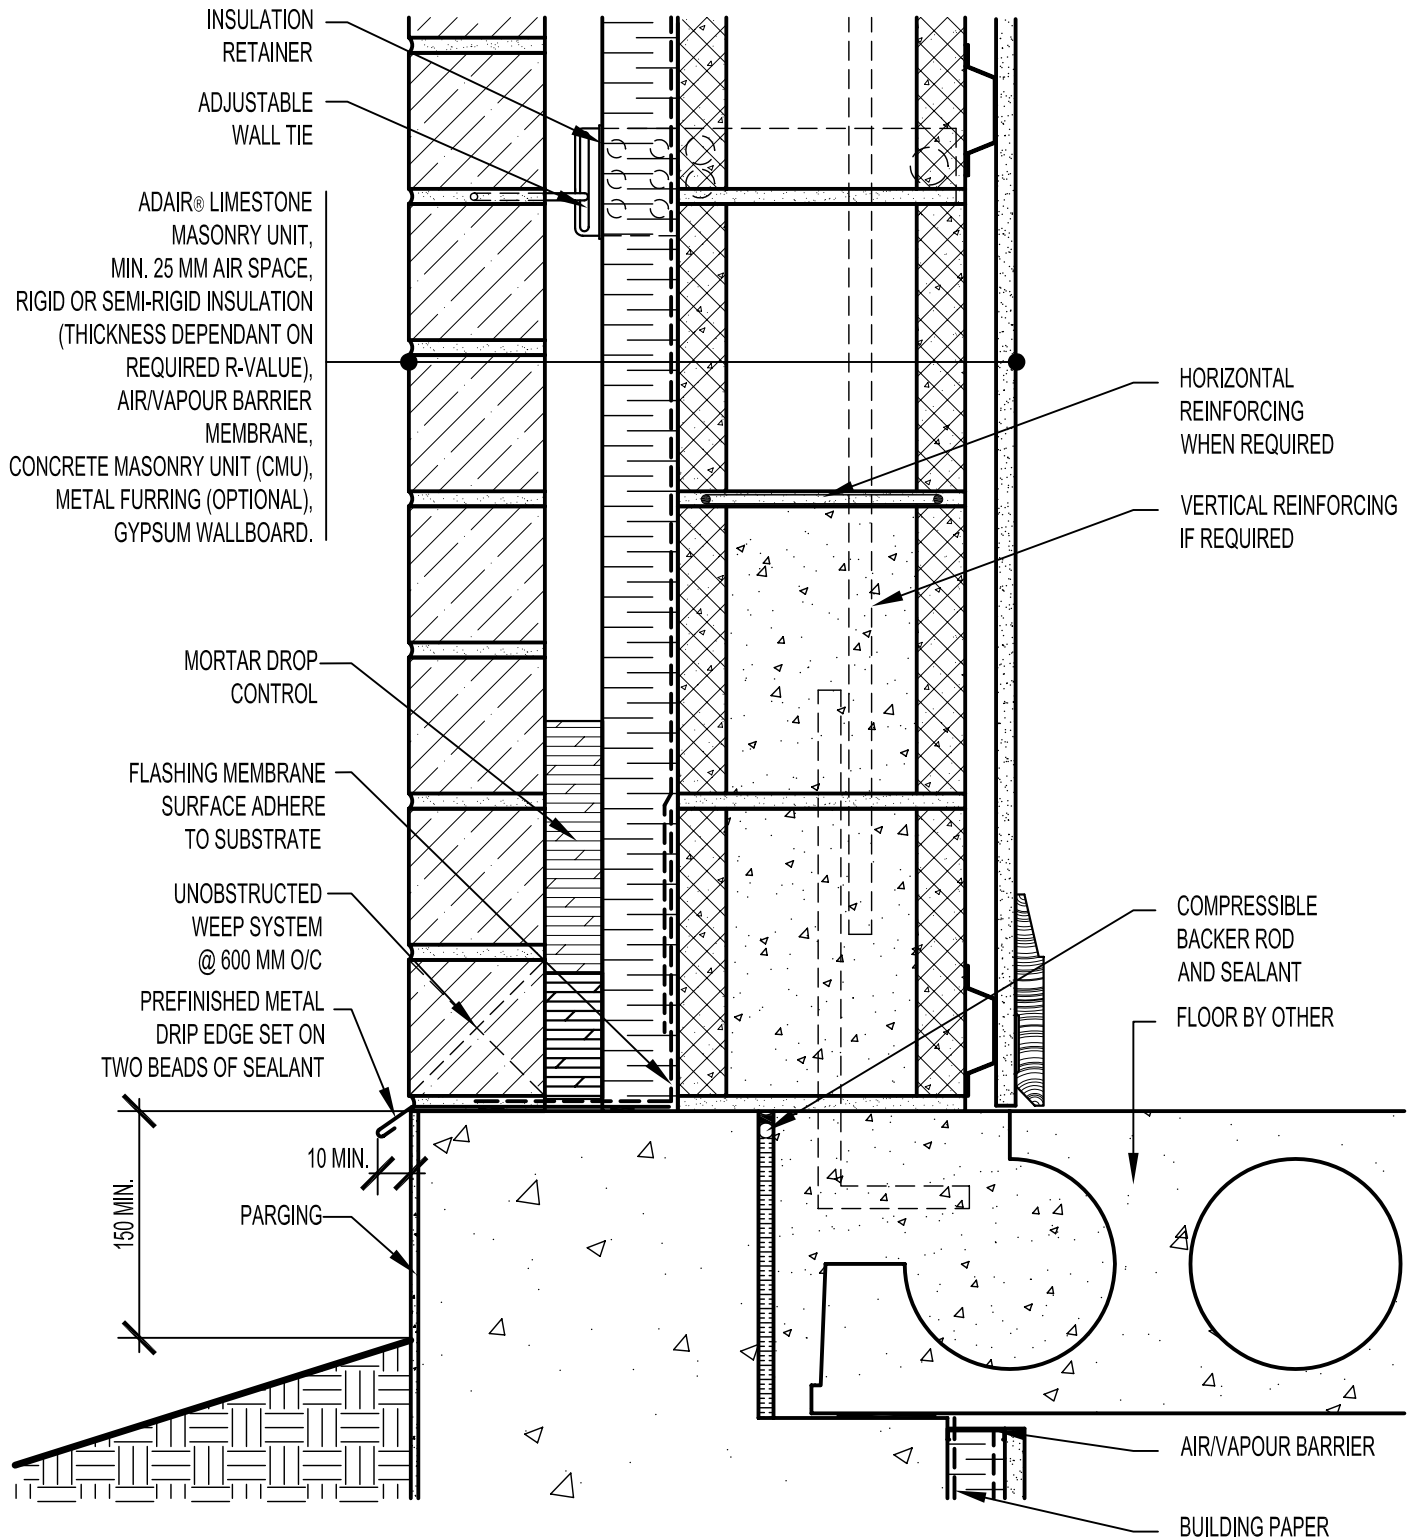 INSULATION
RETAINER
ADJUSTABLE
WALL TIE
ADAIR® LIMESTONE
MASONRY UNIT,
MIN. 25 MM AIR SPACE,
RIGID OR SEMI-RIGID INSULATION
(THICKNESS DEPENDANT ON
REQUIRED R-VALUE),
AIR/VAPOUR BARRIER
MEMBRANE,
CONCRETE MASONRY UNIT (CMU),
METAL FURRING (OPTIONAL),
GYPSUM WALLBOARD.
HORIZONTAL
REINFORCING
WHEN REQUIRED
VERTICAL REINFORCING
IF REQUIRED
MORTAR DROP
CONTROL
FLASHING MEMBRANE
SURFACE ADHERE
TO SUBSTRATE
UNOBSTRUCTED
WEEP SYSTEM
@ 600 MM O/C
PREFINISHED METAL
DRIP EDGE SET ON
TWO BEADS OF SEALANT
COMPRESSIBLE
BACKER ROD
AND SEALANT
FLOOR BY OTHER
10 MIN.
150 MIN.
PARGING
AIR/VAPOUR BARRIER
BUILDING PAPER